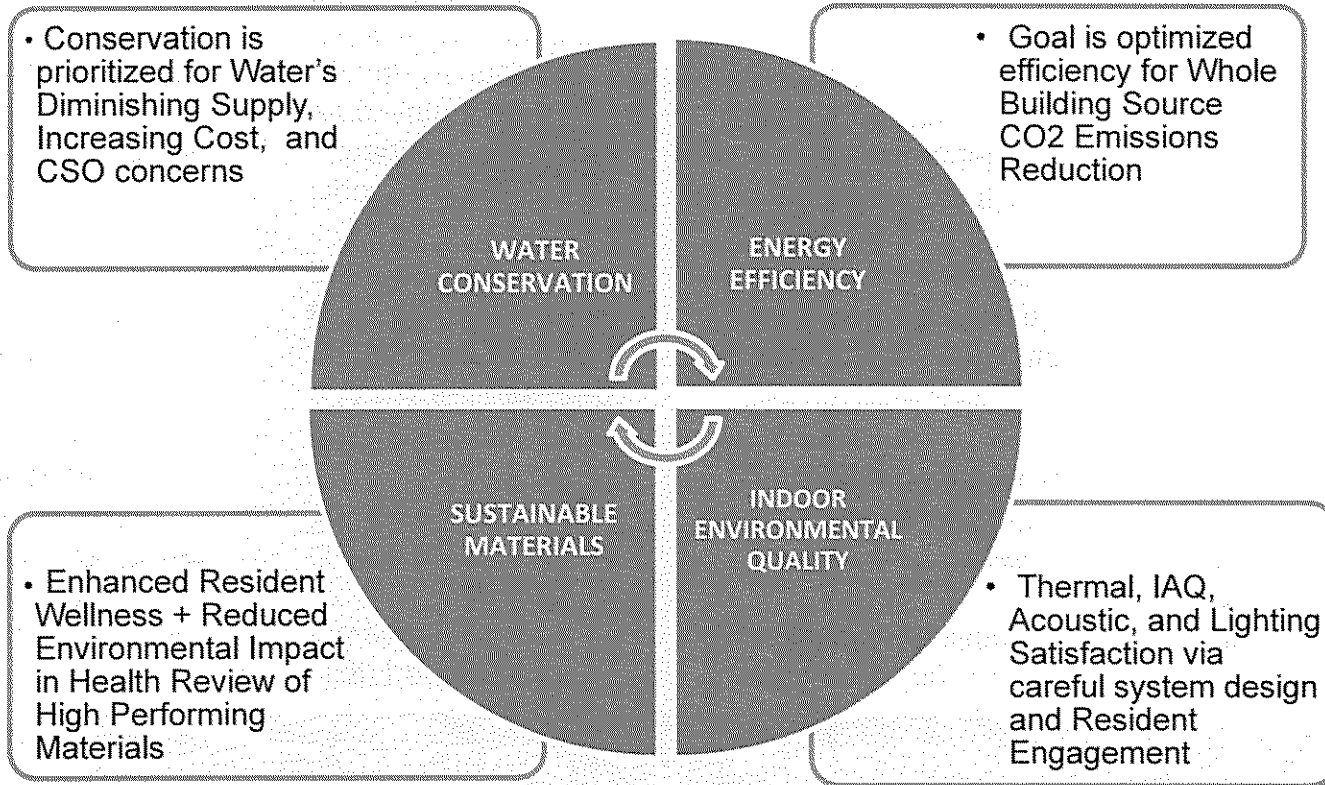 • Conservation is
prioritized for Water's
Diminishing Supply,
Increasing Cost, and
CSO concerns
• Goal is optimized
efficiency for Whole
Building Source
CO2 Emissions
Reduction
WATER
CONSERVATION
ENERGY
EFFICIENCY
SUSTAINABLE
MATERIALS
INDOOR
ENVIRONMENTAL
QUALITY
• Enhanced Resident
Wellness + Reduced
Environmental Impact
in Health Review of
High Performing
Materials
• Thermal, IAQ,
Acoustic, and Lighting
Satisfaction via
careful system design
and Resident
Engagement